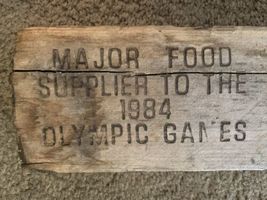 MAJOR FOOD
SUPPLIER TO THE
1984
OLYMPIC GAMES